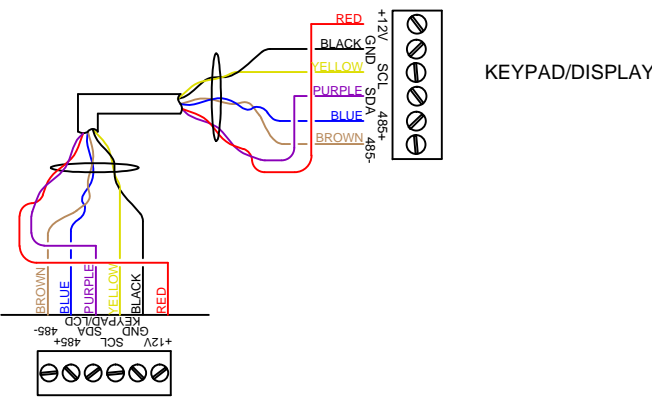 RED
+12V
BLACK
GND
YELLOW
SCL
PURPLE
SDA
BLUE
485+
BROWN
485-
KEYPAD/DISPLAY
BROWN
BLUE
PURPLE
YELLOW
BLACK
RED
KEYPAD/LCD
485-
485+
SDA
SCL
GND
+12V